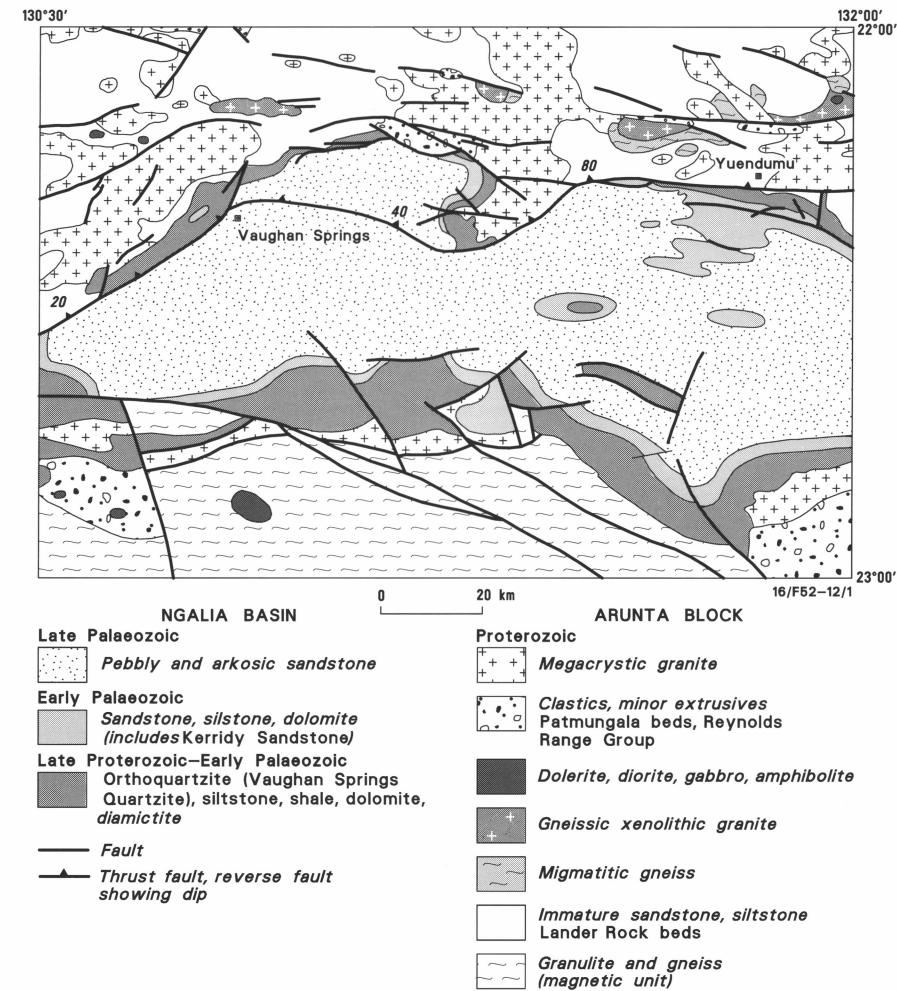 130°30'
132°00'
22°00'
80
Yuendumu
40
Vaughan Springs
20
23°00'
0 20 km
16/F52–12/1
NGALIA BASIN
Late Palaeozoic
Pebbly and arkosic sandstone
Early Palaeozoic
Sandstone, silstone, dolomite
(includes Kerridy Sandstone)
Late Proterozoic–Early Palaeozoic
Orthoquartzite (Vaughan Springs
Quartzite), siltstone, shale, dolomite,
diamictite
Fault
Thrust fault, reverse fault
showing dip
ARUNTA BLOCK
Proterozoic
Megacrystic granite
Clastics, minor extrusives
Patmungala beds, Reynolds
Range Group
Dolerite, diorite, gabbro, amphibolite
Gneissic xenolithic granite
Migmatitic gneiss
Immature sandstone, siltstone
Lander Rock beds
Granulite and gneiss
(magnetic unit)